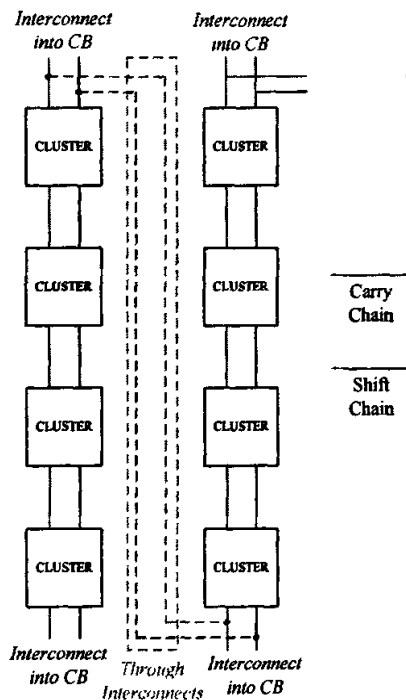 Interconnect
into CB
CLUSTER
CLUSTER
CLUSTER
CLUSTER
Interconnect
into CB
Through
Interconnects
Interconnect
into CB
CLUSTER
CLUSTER
CLUSTER
CLUSTER
Interconnect
into CB
Carry
Chain
Shift
Chain